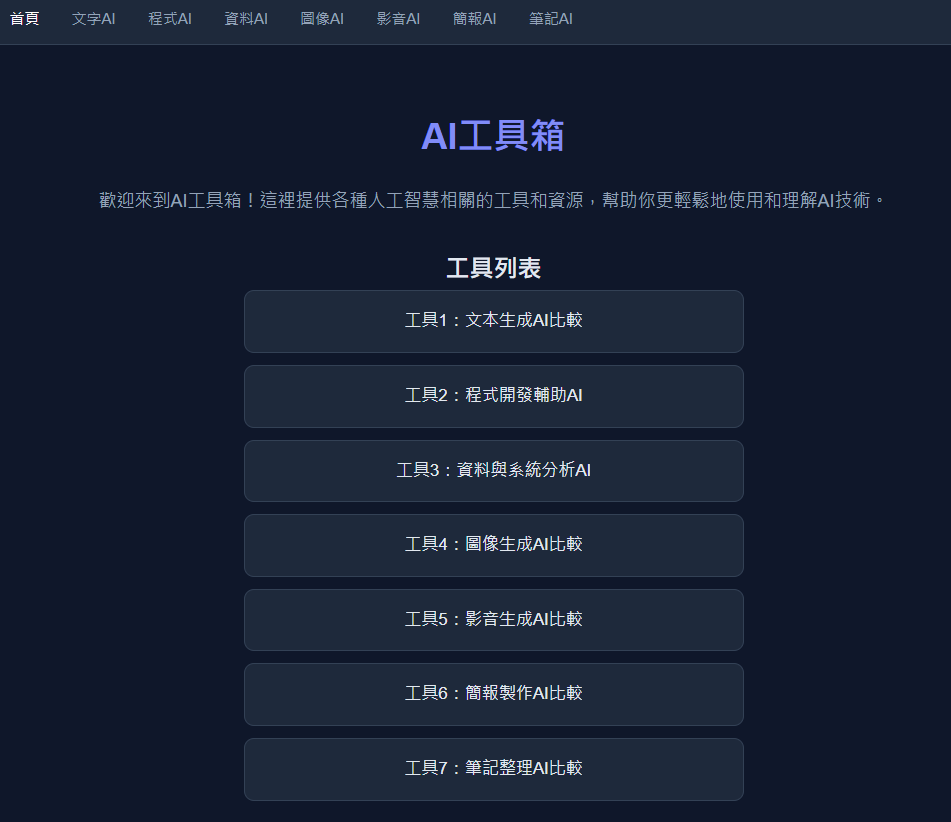 首頁 文字AI 程式AI 資料AI 圖像AI 影音AI 簡報AI 筆記AI
AI工具箱
歡迎來到AI工具箱！這裡提供各種人工智慧相關的工具和資源，幫助你更輕鬆地使用和理解AI技術。
工具列表
工具1：文本生成AI比較
工具2：程式開發輔助AI
工具3：資料與系統分析AI
工具4：圖像生成AI比較
工具5：影音生成AI比較
工具6：簡報製作AI比較
工具7：筆記整理AI比較